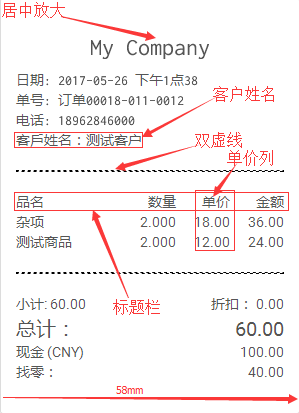 居中放大
My Company
日期: 2017-05-26 下午1点38
单号: 订单00018-011-0012
电话: 18962846000
客户姓名
客戶姓名：测试客户
双虚线
单价列
品名 数量 单价 金额
杂项 2.000 18.00 36.00
测试商品 2.000 12.00 24.00
标题栏
小计: 60.00 折扣： 0.00
总计： 60.00
现金 (CNY) 100.00
找零： 40.00
58mm